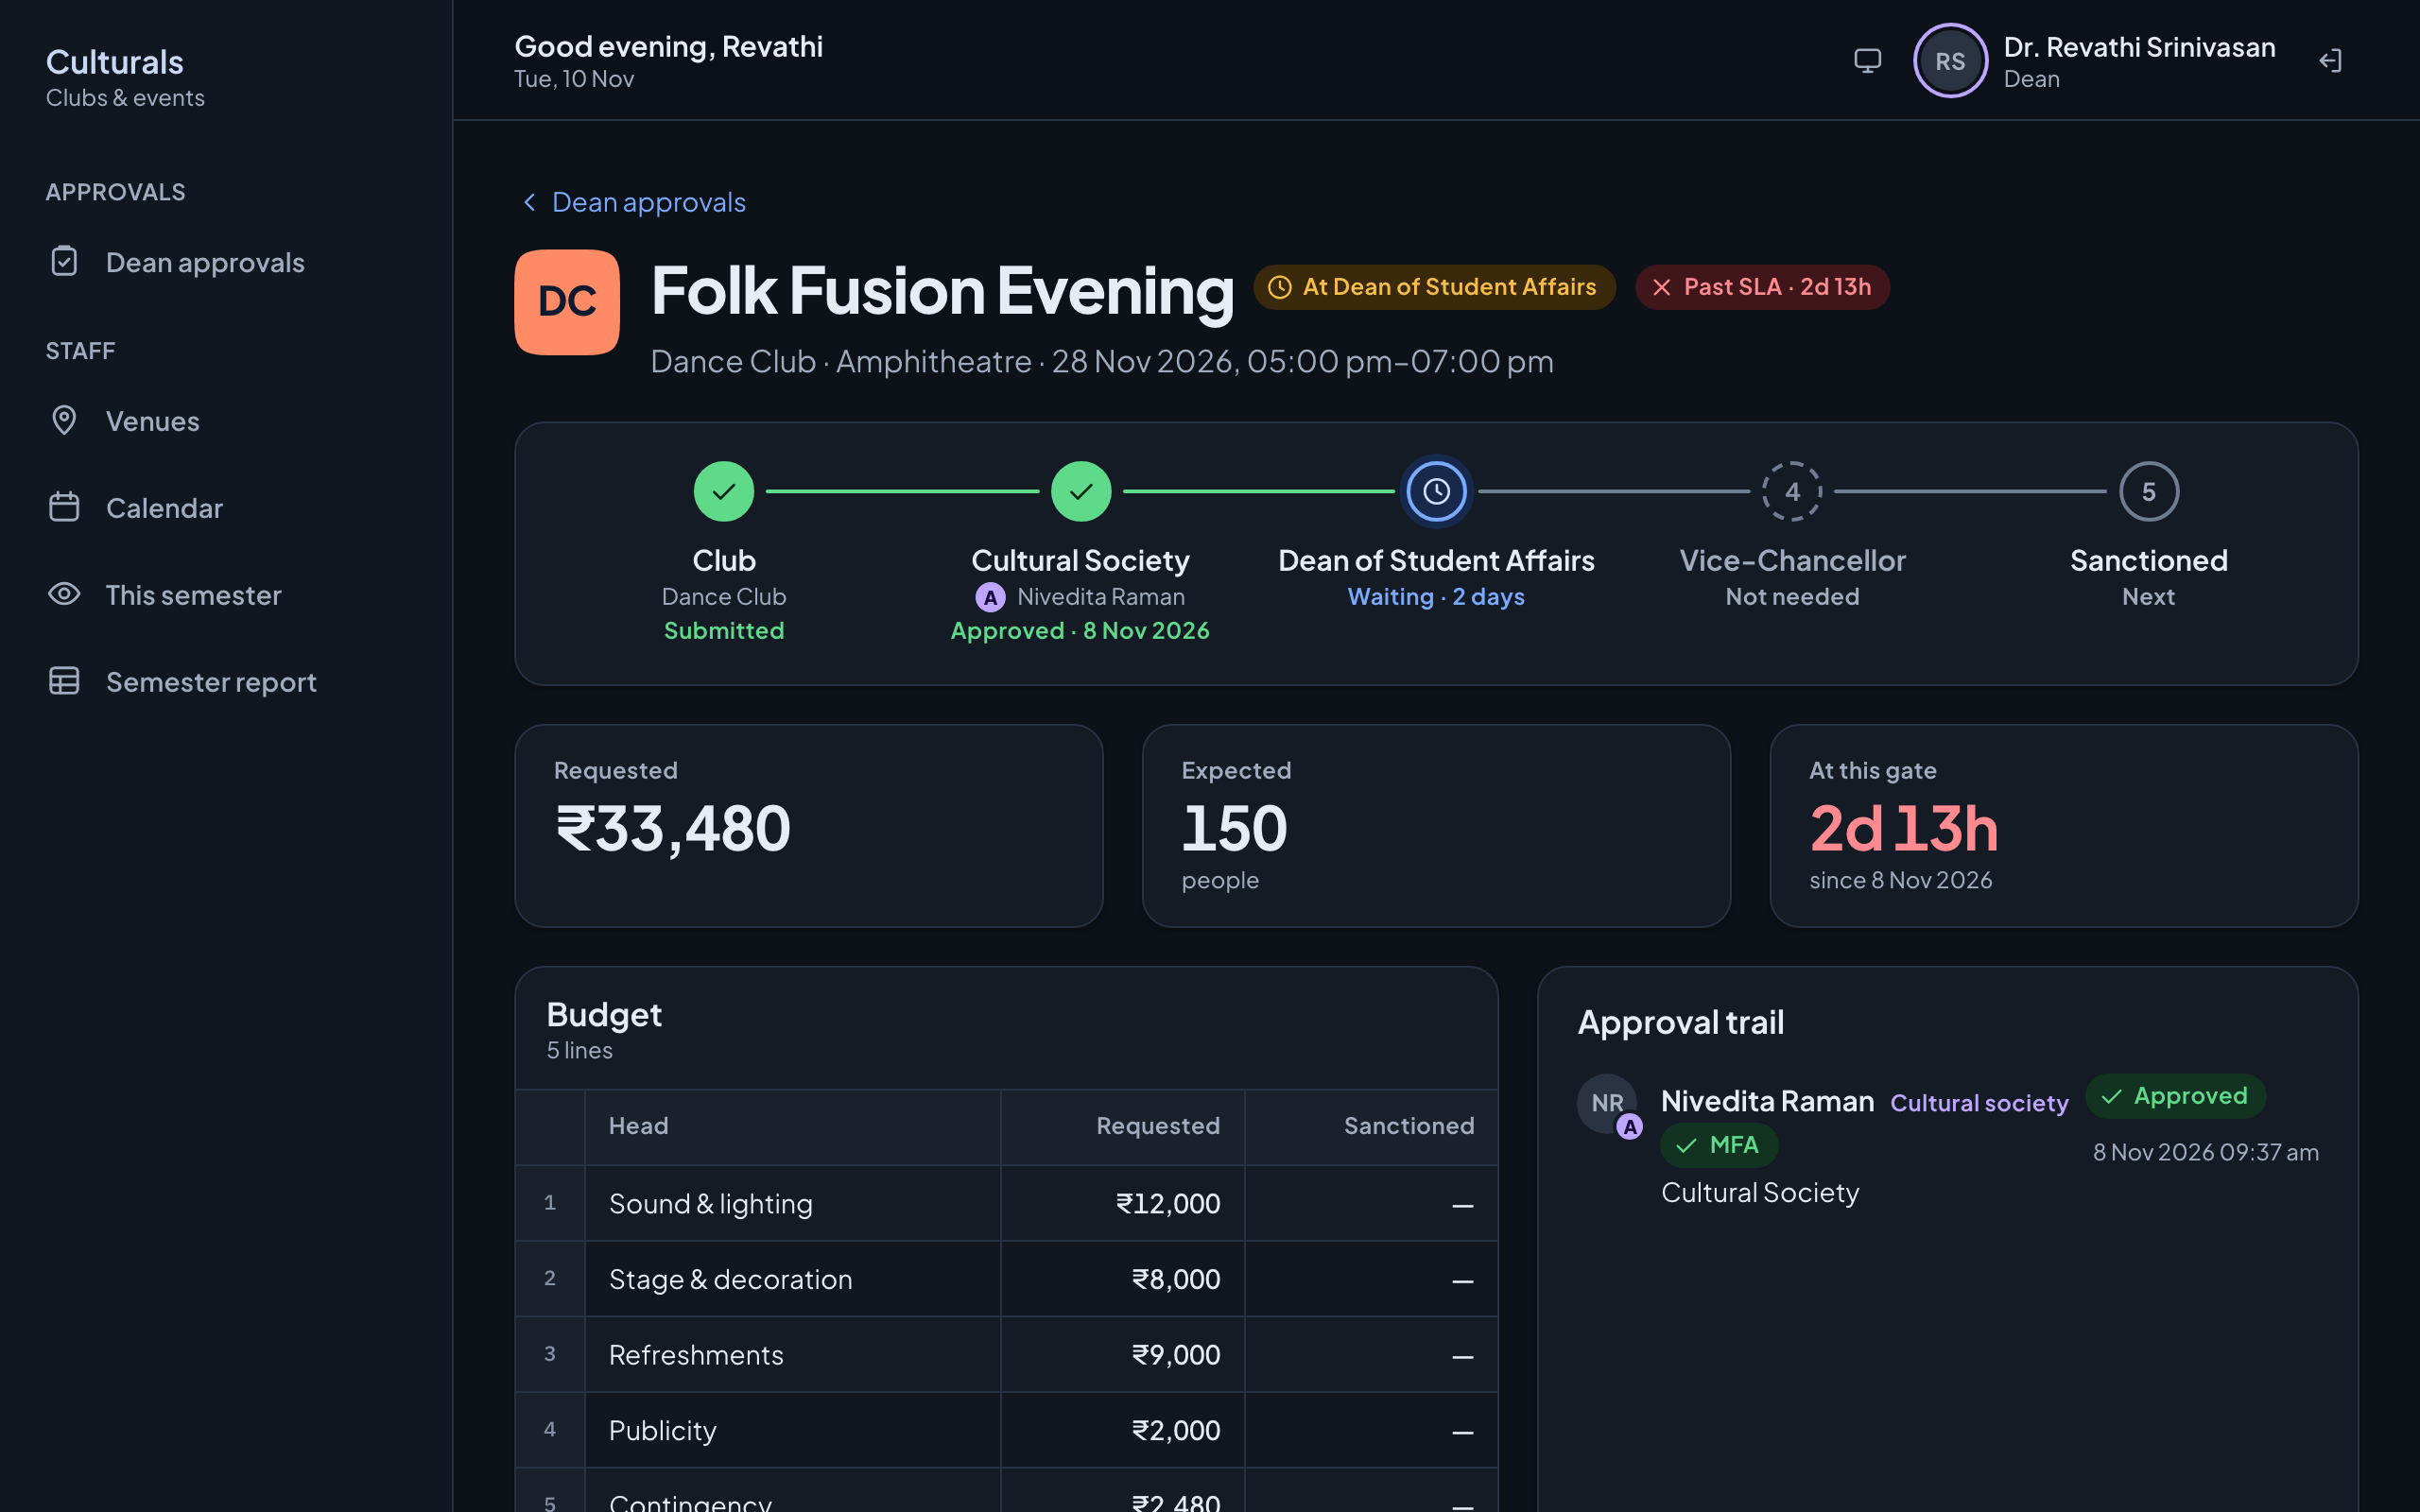 Culturals
Clubs & events
APPROVALS
Dean approvals
STAFF
Venues
Calendar
This semester
Semester report
Good evening, Revathi
Tue, 10 Nov
RS
Dr. Revathi Srinivasan
Dean
Dean approvals
DC
Folk Fusion Evening
At Dean of Student Affairs
Past SLA · 2d 13h
Dance Club · Amphitheatre · 28 Nov 2026, 05:00 pm–07:00 pm
4
5
Club
Cultural Society
Dean of Student Affairs
Vice-Chancellor
Sanctioned
Dance Club
A Nivedita Raman
Waiting · 2 days
Not needed
Next
Submitted
Approved · 8 Nov 2026
Requested
₹33,480
Expected
150
people
At this gate
2d 13h
since 8 Nov 2026
Budget
5 lines
Head Requested Sanctioned
1 Sound & lighting ₹12,000 —
2 Stage & decoration ₹8,000 —
3 Refreshments ₹9,000 —
4 Publicity ₹2,000 —
5 Contingency ₹2,480 —
Approval trail
NR
A
Nivedita Raman Cultural society Approved
MFA
8 Nov 2026 09:37 am
Cultural Society